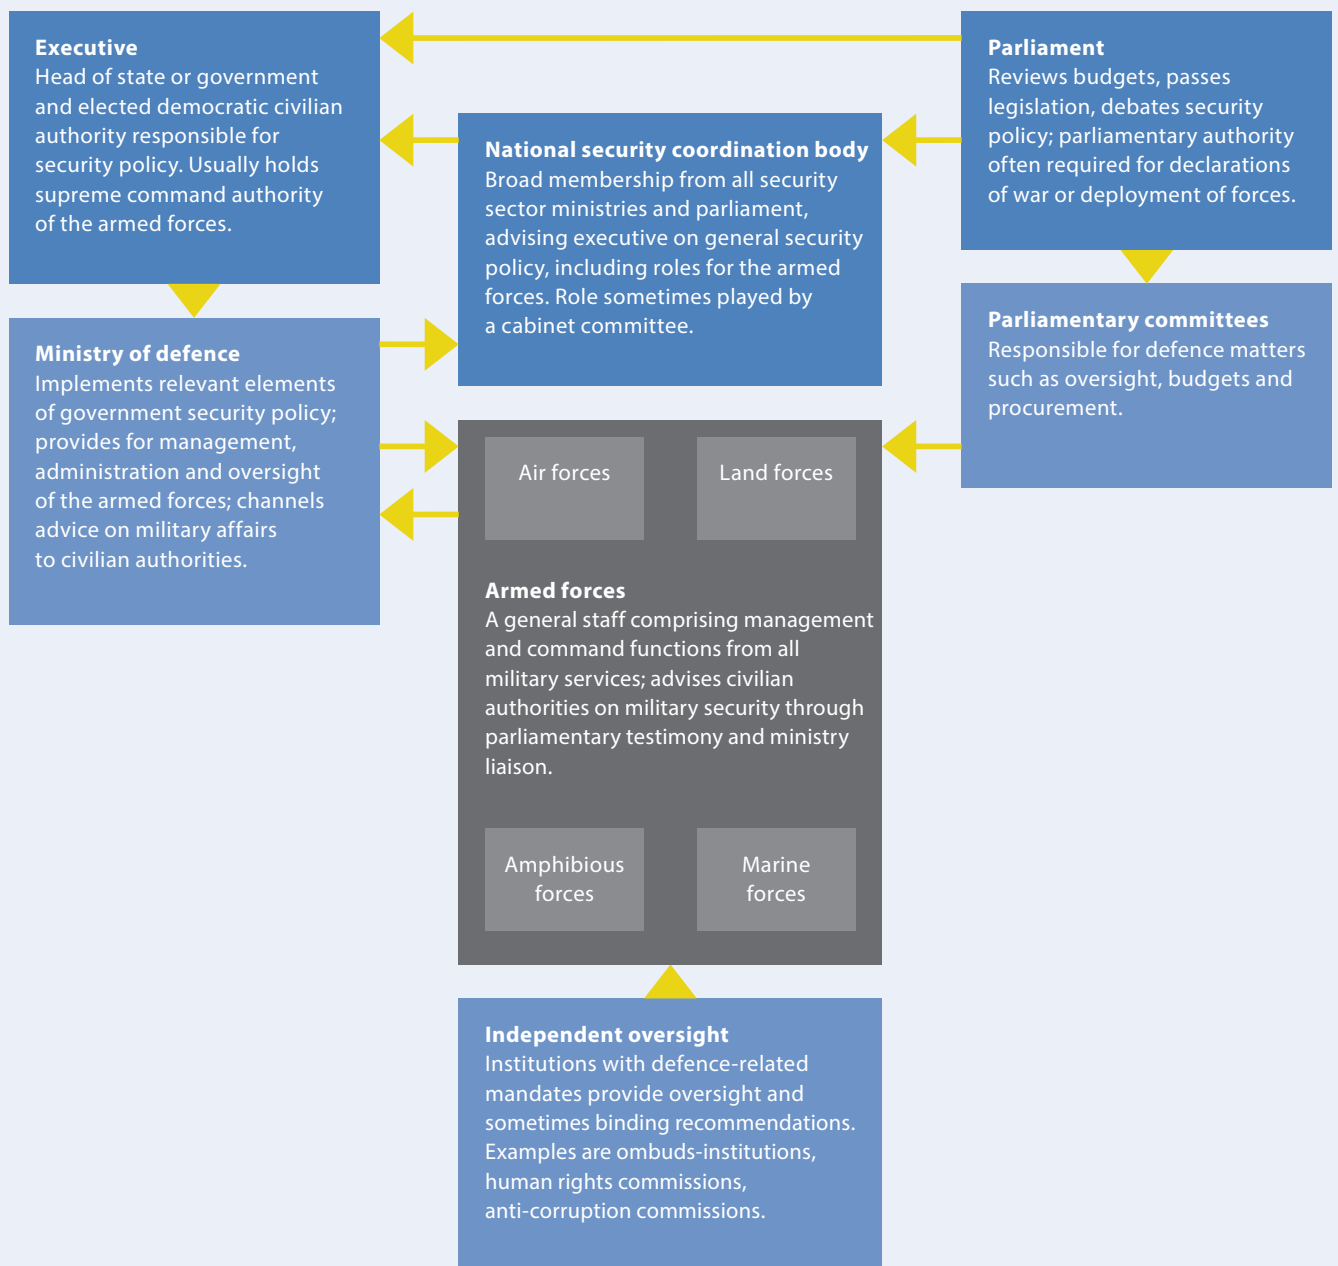 Executive
Head of state or government
and elected democratic civilian
authority responsible for
security policy. Usually holds
supreme command authority
of the armed forces.
National security coordination body
Broad membership from all security
sector ministries and parliament,
advising executive on general security
policy, including roles for the armed
forces. Role sometimes played by
a cabinet committee.
Parliament
Reviews budgets, passes
legislation, debates security
policy; parliamentary authority
often required for declarations
of war or deployment of forces.
Ministry of defence
Implements relevant elements
of government security policy;
provides for management,
administration and oversight
of the armed forces; channels
advice on military affairs
to civilian authorities.
Parliamentary committees
Responsible for defence matters
such as oversight, budgets and
procurement.
Air forces
Land forces
Armed forces
A general staff comprising management
and command functions from all
military services; advises civilian
authorities on military security through
parliamentary testimony and ministry
liaison.
Amphibious
forces
Marine
forces
Independent oversight
Institutions with defence-related
mandates provide oversight and
sometimes binding recommendations.
Examples are ombuds-institutions,
human rights commissions,
anti-corruption commissions.